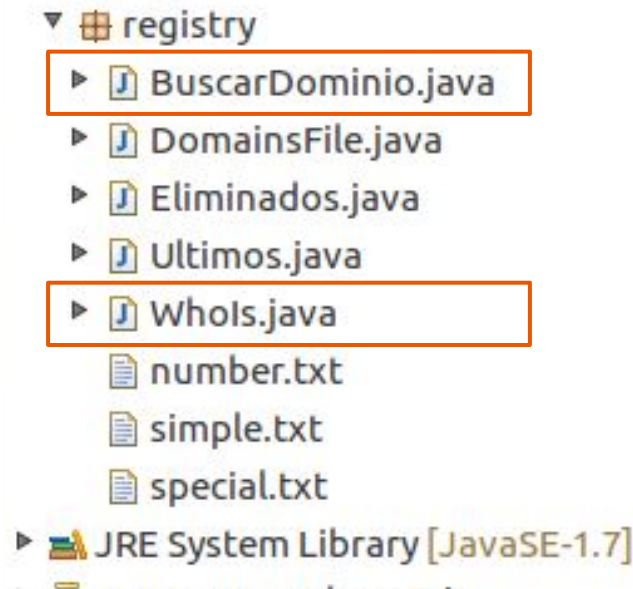 registry
BuscarDominio.java
DomainsFile.java
Eliminados.java
Ultimos.java
WhoIs.java
number.txt
simple.txt
special.txt
JRE System Library [JavaSE-1.7]